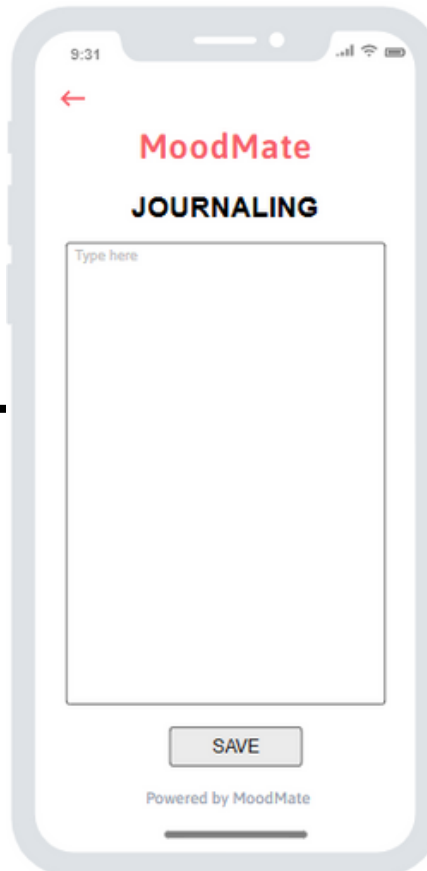 9:31
MoodMate
JOURNALING
Type here
SAVE
Powered by MoodMate